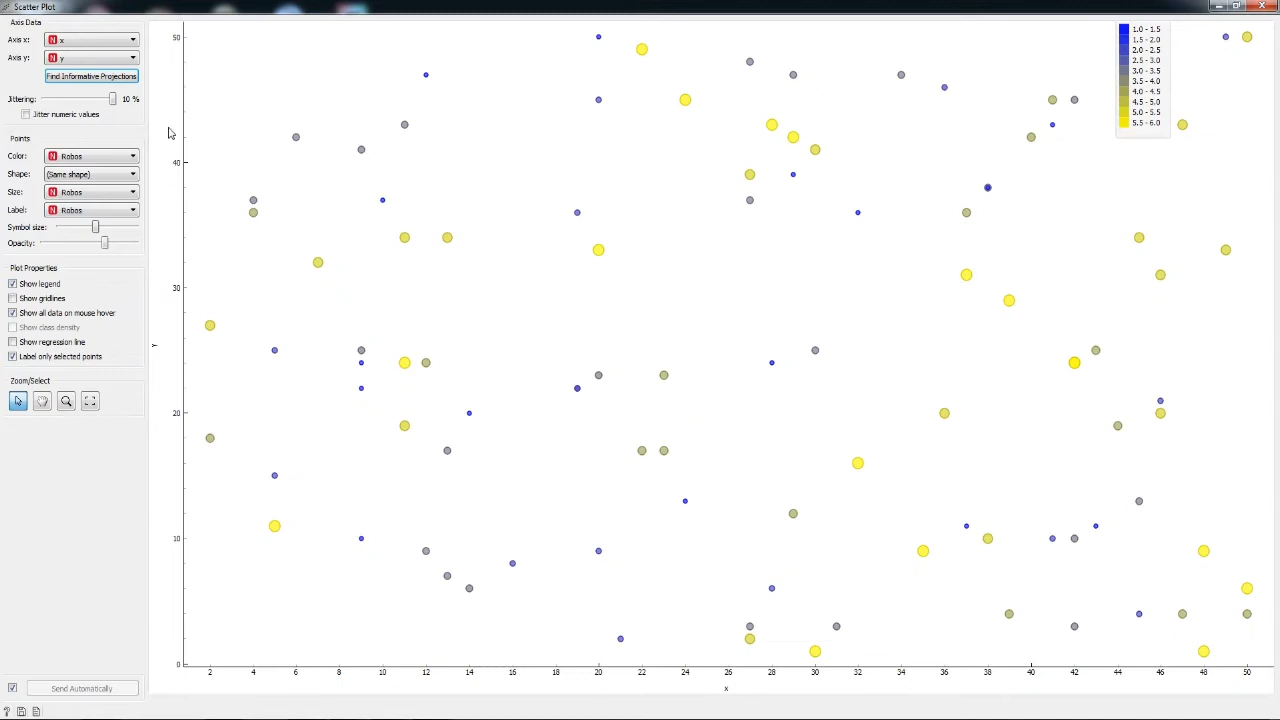 Scatter Plot
Axis Data
Axis x: N x
Axis y: N y
Find Informative Projections
Jittering: 10 %
Jitter numeric values
Points
Color: N Robos
Shape: (Same shape)
Size: N Robos
Label: N Robos
Symbol size:
Opacity:
Plot Properties
Show legend
Show gridlines
Show all data on mouse hover
Show class density
Show regression line
Label only selected points
Zoom/Select
Send Automatically
?
50
40
30
20
10
0
Y
2 4 6 8 10 12 14 16 18 20 22 24 26 28 30 32 34 36 38 40 42 44 46 48 50
x
1.0 - 1.5
1.5 - 2.0
2.0 - 2.5
2.5 - 3.0
3.0 - 3.5
3.5 - 4.0
4.0 - 4.5
4.5 - 5.0
5.0 - 5.5
5.5 - 6.0